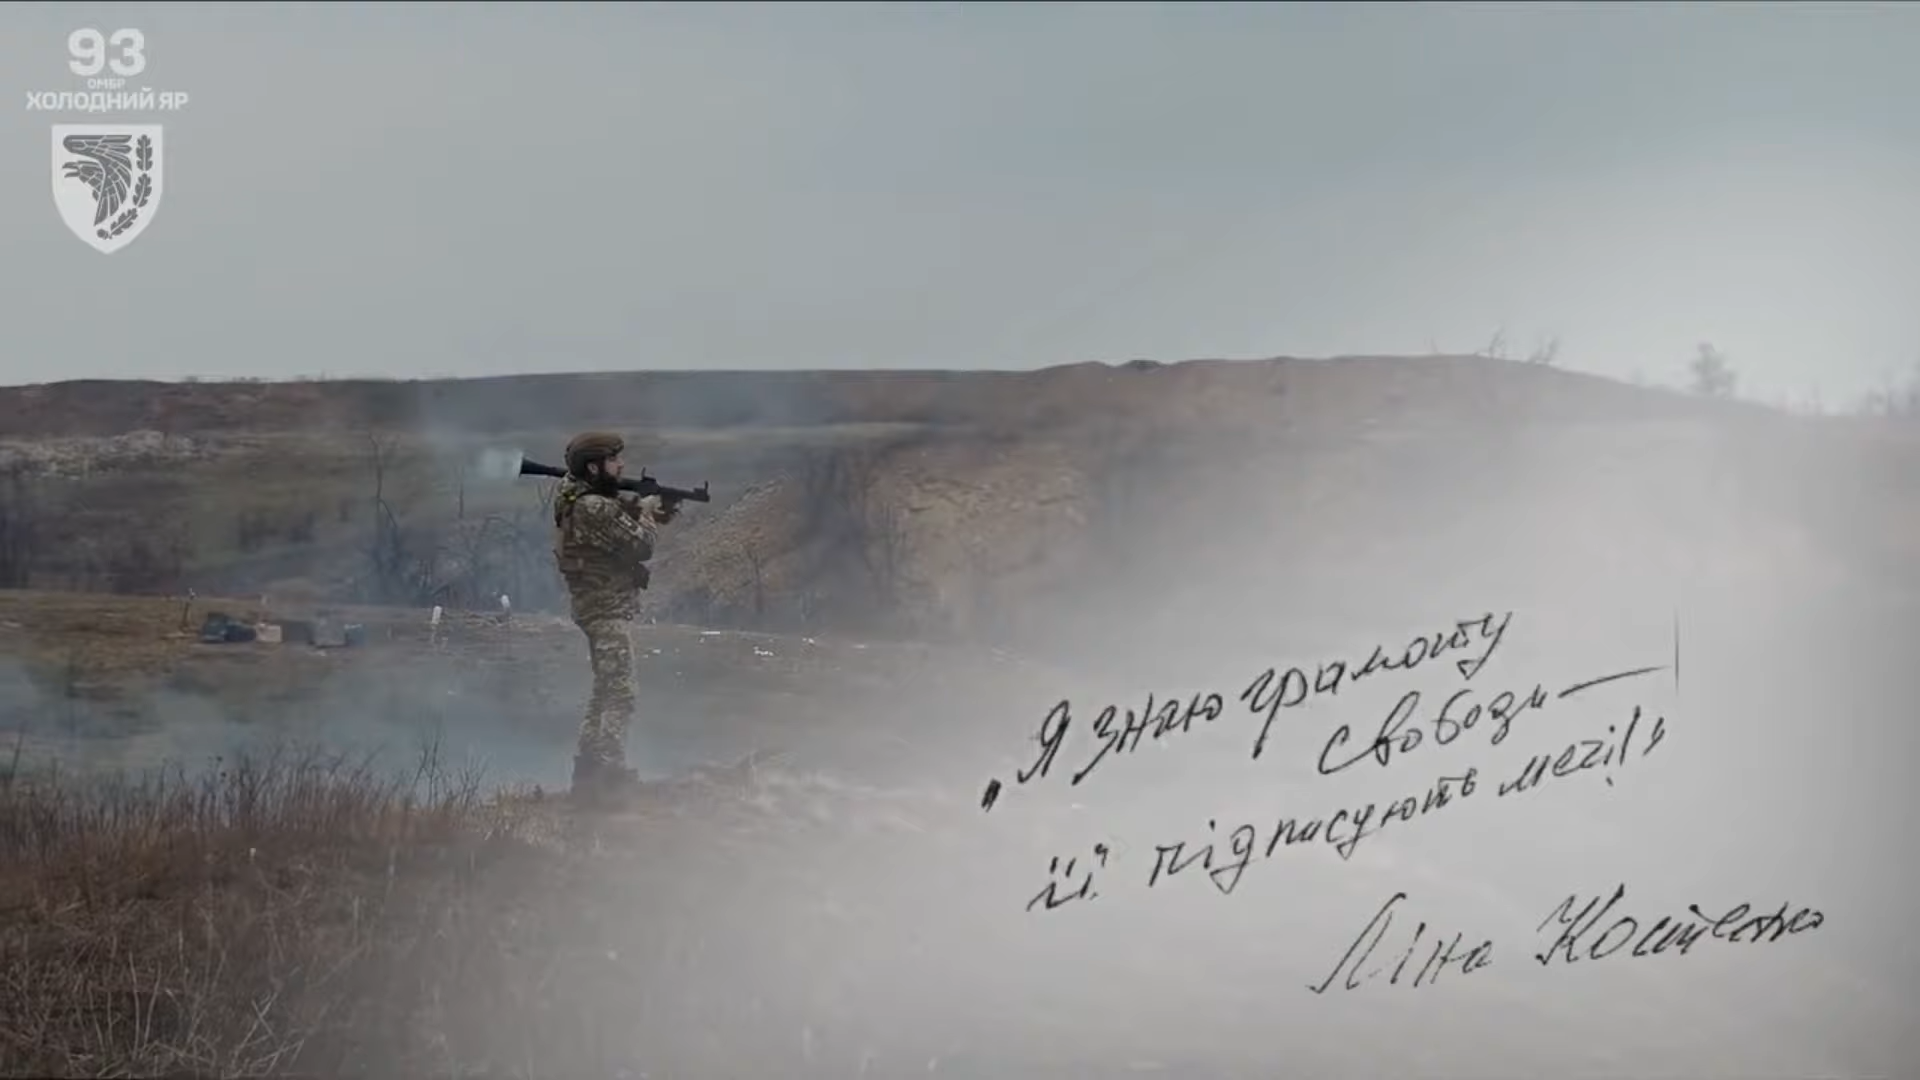 93
ОМБР
ХОЛОДНИЙ ЯР
„Я знаю грамоту
свободи —
її підписують мечі!"
Ліна Костенко